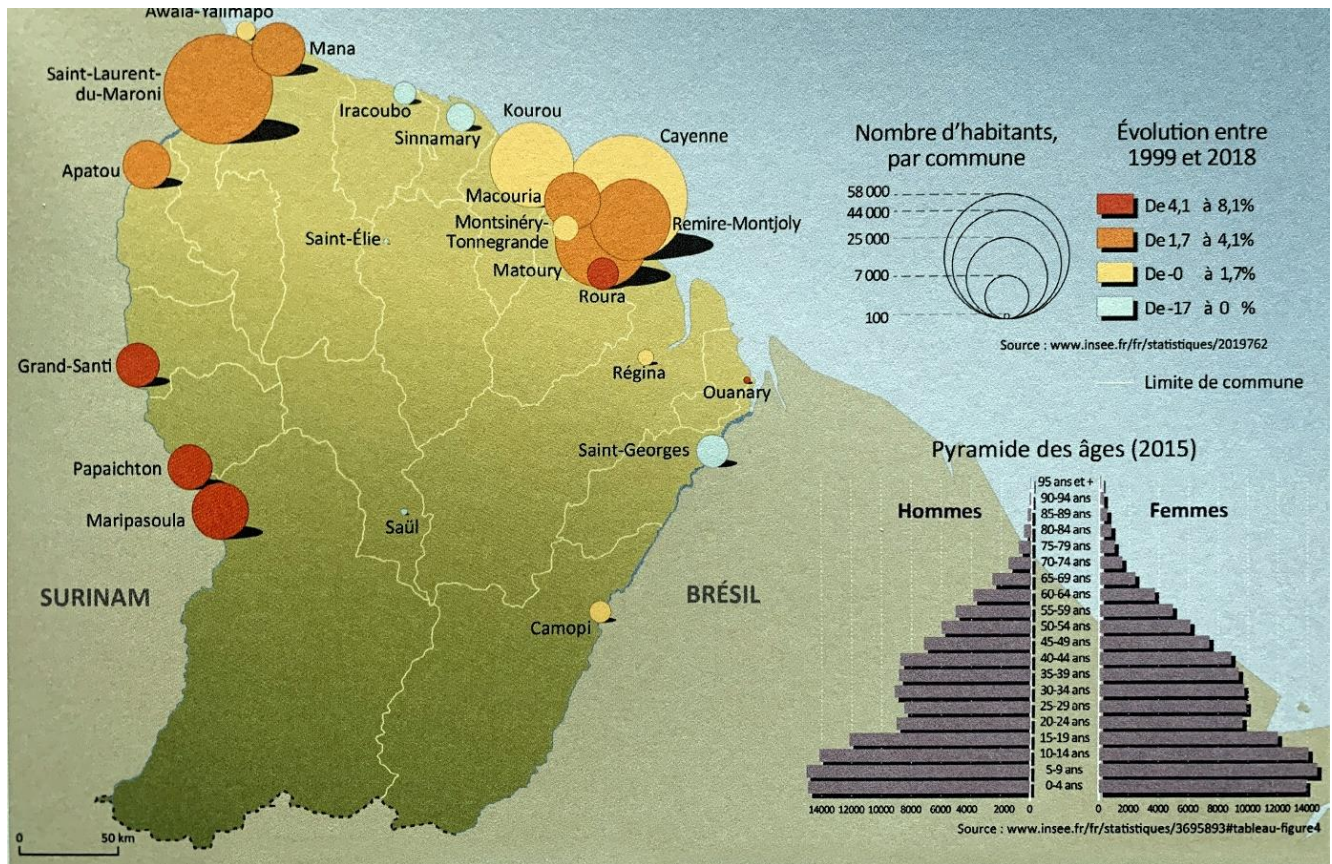 Awala-Yalimapo
Mana
Saint-Laurent-
du-Maroni
Iracoubo
Sinnamary
Kourou
Cayenne
Apatou
Macouria
Montsinéry-
Tonnegrande
Remire-Montjoly
Saint-Élie
Matoury
Roura
Grand-Santi
Régina
Ouanary
Saint-Georges
Papaichton
Maripasoula
Saül
SURINAM
BRÉSIL
Camopi
0 50 km
Nombre d'habitants,
par commune
58 000
44 000
25 000
7 000
100
Évolution entre
1999 et 2018
De 4,1 à 8,1%
De 1,7 à 4,1%
De -0 à 1,7%
De -17 à 0 %
Source : www.insee.fr/fr/statistiques/2019762
Limite de commune
Pyramide des âges (2015)
Hommes
Femmes
95 ans et +
90-94 ans
85-89 ans
80-84 ans
75-79 ans
70-74 ans
65-69 ans
60-64 ans
55-59 ans
50-54 ans
45-49 ans
40-44 ans
35-39 ans
30-34 ans
25-29 ans
20-24 ans
15-19 ans
10-14 ans
5-9 ans
0-4 ans
14000 12000 10000 8000 6000 4000 2000 0 0 2000 4000 6000 8000 10000 12000 14000
Source : www.insee.fr/fr/statistiques/3695893#tableau-figure4